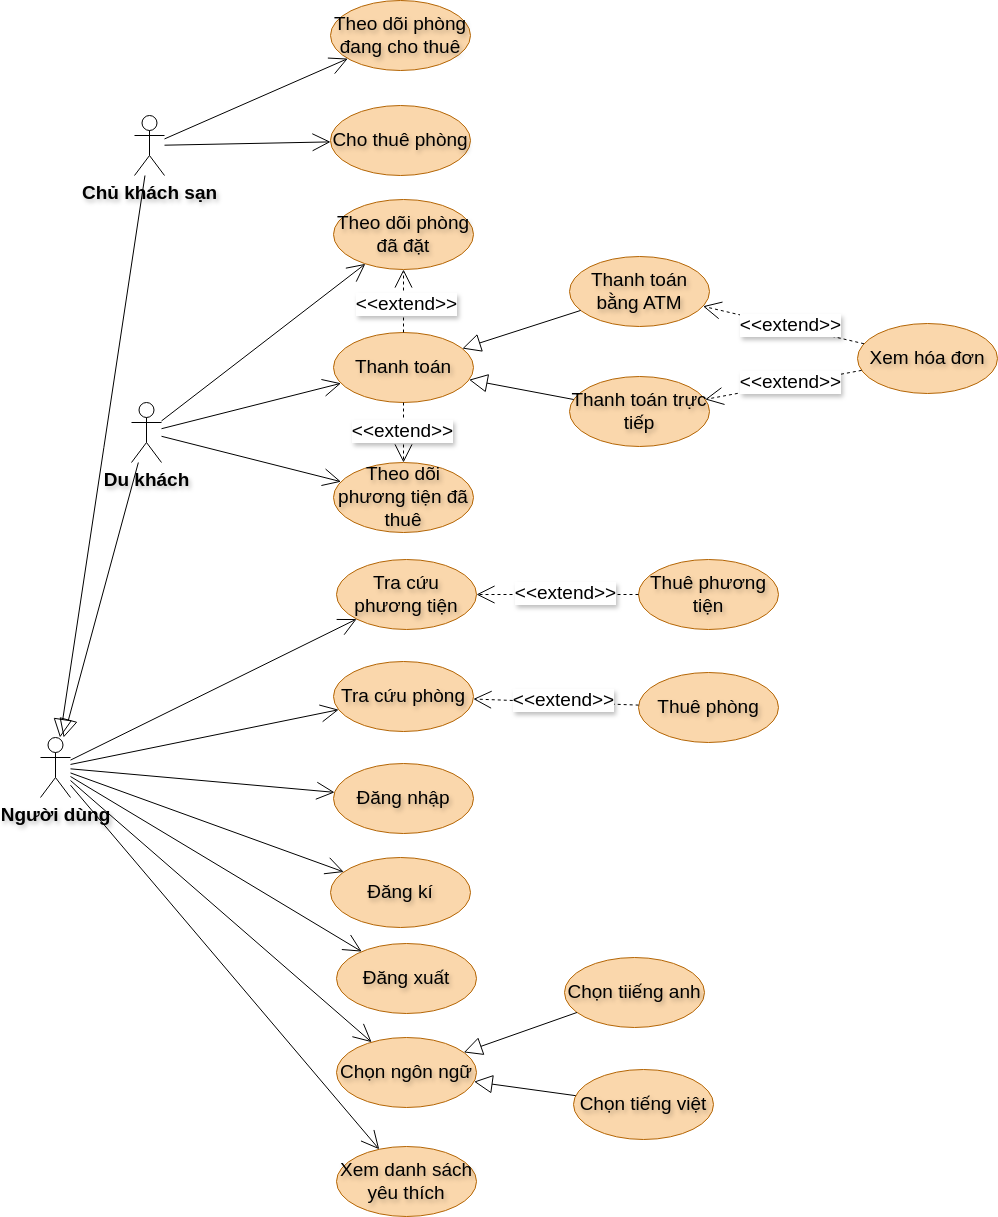 Theo dõi phòng
đang cho thuê
Cho thuê phòng
Chủ khách sạn
Theo dõi phòng
đã đặt
<<extend>>
Thanh toán
bằng ATM
<<extend>>
Thanh toán
Xem hóa đơn
<<extend>>
Thanh toán trực
tiếp
<<extend>>
Du khách
Theo dõi
phương tiện đã
thuê
Tra cứu
phương tiện
<<extend>>
Thuê phương
tiện
Tra cứu phòng
<<extend>>
Thuê phòng
Đăng nhập
Người dùng
Đăng kí
Đăng xuất
Chọn tiiếng anh
Chọn ngôn ngữ
Chọn tiếng việt
Xem danh sách
yêu thích